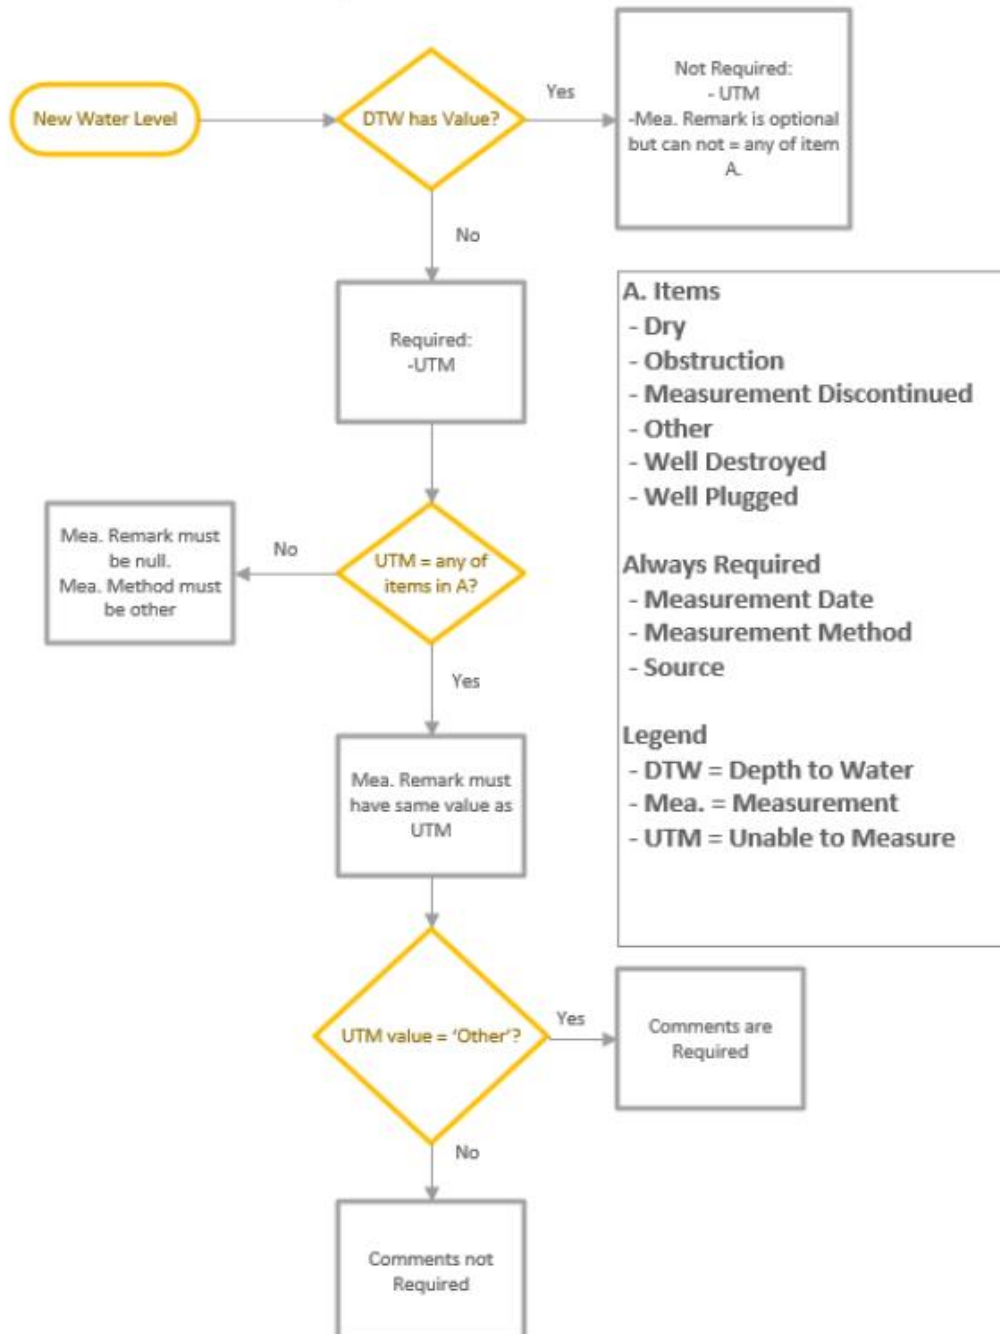 New Water Level
DTW has Value?
Yes
Not Required:
- UTM
-Mea. Remark is optional
but can not = any of item
A.
No
Required:
-UTM
A. Items
- Dry
- Obstruction
- Measurement Discontinued
- Other
- Well Destroyed
- Well Plugged
Always Required
- Measurement Date
- Measurement Method
- Source
Legend
- DTW = Depth to Water
- Mea. = Measurement
- UTM = Unable to Measure
UTM = any of
items in A?
No
Mea. Remark must
be null.
Mea. Method must
be other
Yes
Mea. Remark must
have same value as
UTM
UTM value = ‘Other’?
Yes
Comments are
Required
No
Comments not
Required